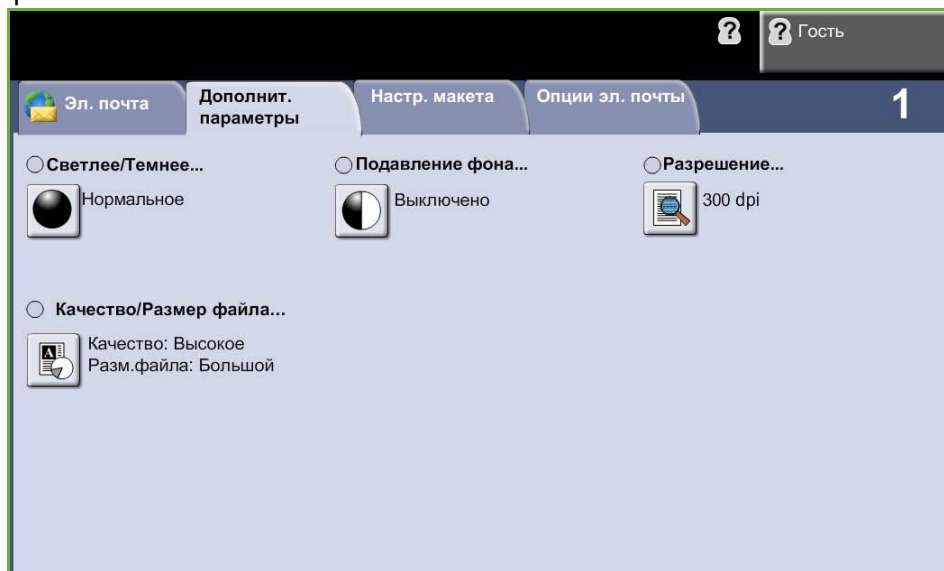 Гость
Эл. почта
Дополнит.
параметры
Настр. макета
Опции эл. почты
1
Светлее/Темнее...
Нормальное
Подавление фона...
Выключено
Разрешение...
300 dpi
Качество/Размер файла...
Качество: Высокое
Разм.файла: Большой